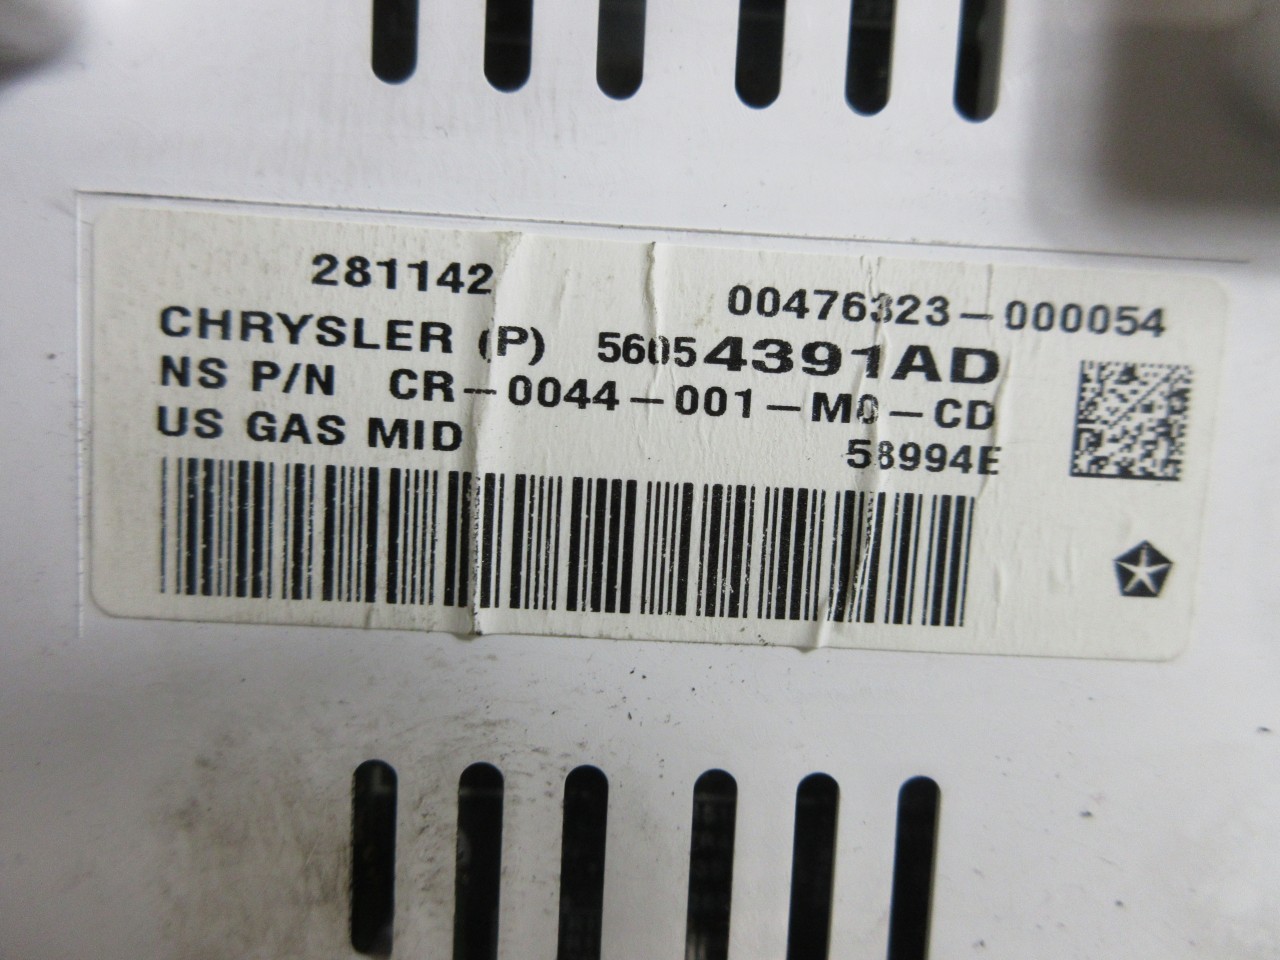 281142
00476323-000054
CHRYSLER (P) 56054391AD
NS P/N CR-0044-001-M0-CD
US GAS MID
58994E